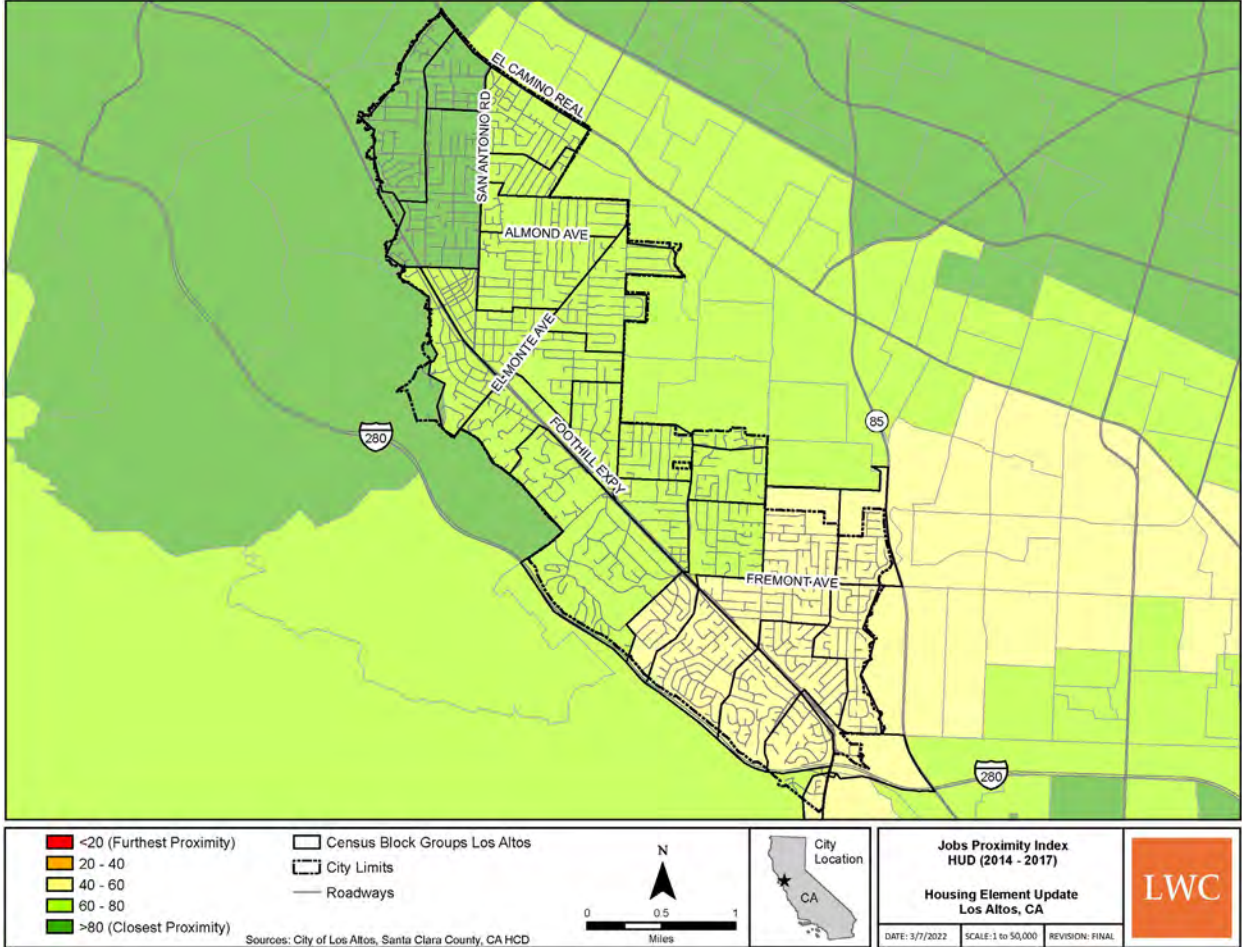 EL CAMINO REAL
SAN ANTONIO RD
ALMOND AVE
EL MONTE AVE
280
FOOTHILL EXPY
85
FREMONT AVE
280
<20 (Furthest Proximity)
20 - 40
40 - 60
60 - 80
>80 (Closest Proximity)
Census Block Groups Los Altos
City Limits
Roadways
Sources: City of Los Altos, Santa Clara County, CA HCD
N
0 0.5 1
Miles
City
Location
CA
Jobs Proximity Index
HUD (2014 - 2017)
Housing Element Update
Los Altos, CA
DATE: 3/7/2022 SCALE:1 to 50,000 REVISION: FINAL
LWC